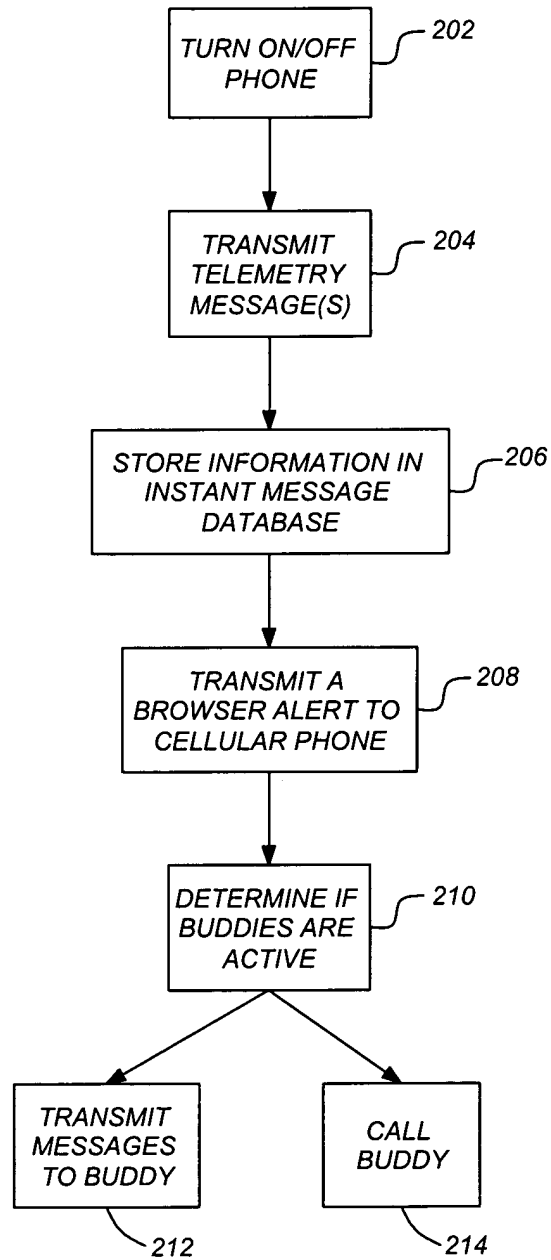 TURN ON/OFF
PHONE
202
TRANSMIT
TELEMETRY
MESSAGE(S)
204
STORE INFORMATION IN
INSTANT MESSAGE
DATABASE
206
TRANSMIT A
BROWSER ALERT TO
CELLULAR PHONE
208
DETERMINE IF
BUDDIES ARE
ACTIVE
210
TRANSMIT
MESSAGES
TO BUDDY
212
CALL
BUDDY
214